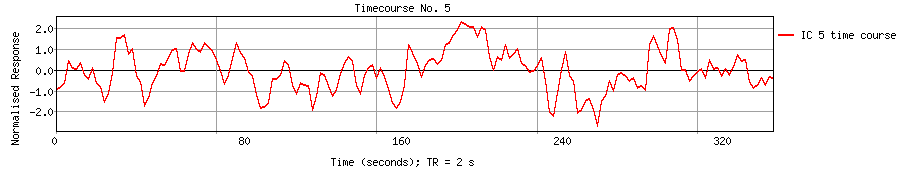 Timecourse No. 5
IC 5 time course
Normalised Response
2.0
1.0
0.0
-1.0
-2.0
0 80 160 240 320
Time (seconds); TR = 2 s